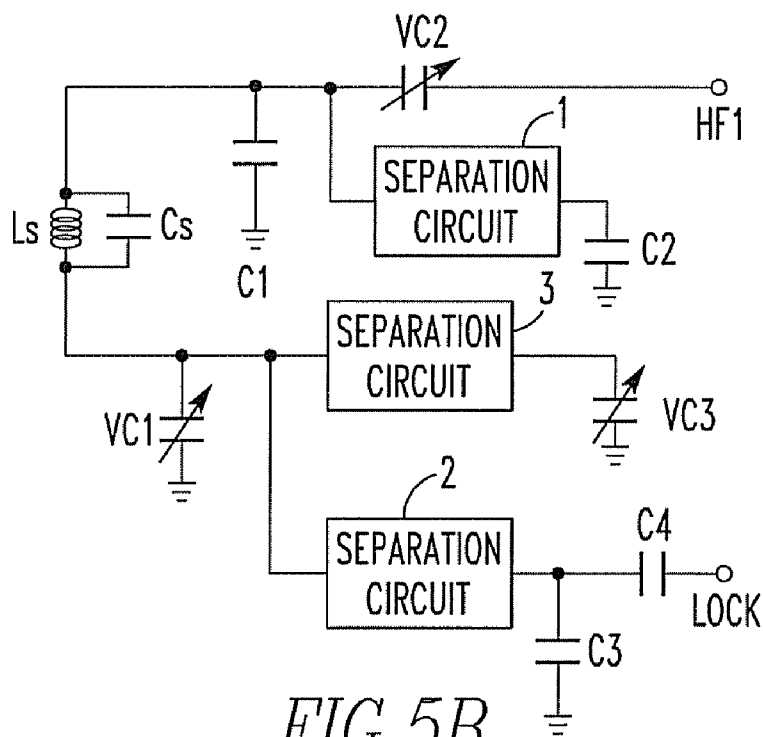 VC2
HF1
1
SEPARATION
CIRCUIT
Ls
Cs
C1
C2
3
SEPARATION
CIRCUIT
VC1
VC3
2
SEPARATION
CIRCUIT
C4
LOCK
C3
FIG. 5B